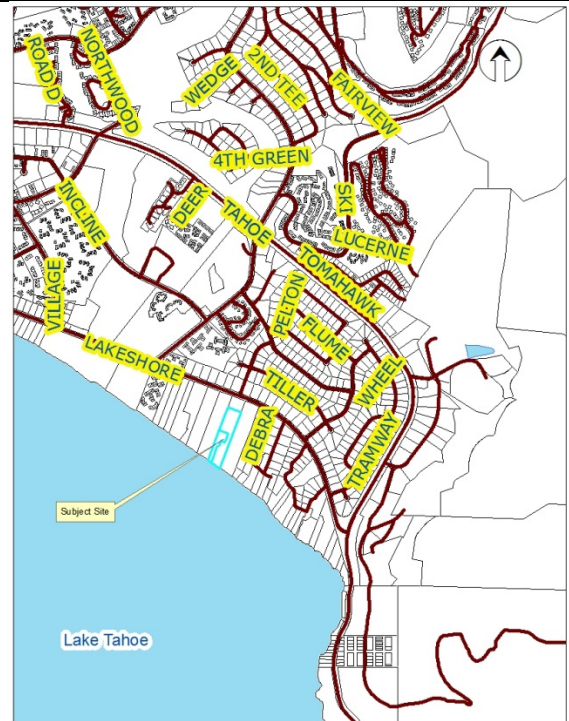 ROAD D
NORTHWOOD
WEDGE
2ND TEE
FAIRVIEW
4TH GREEN
DEER
TAHOE
SKI
LUCERNE
TOMAHAWK
INCLINE
VILLAGE
LAKESHORE
PELTON
FLUME
WHEEL
TILLER
DEBRA
TRAMWAY
Subject Site
Lake Tahoe